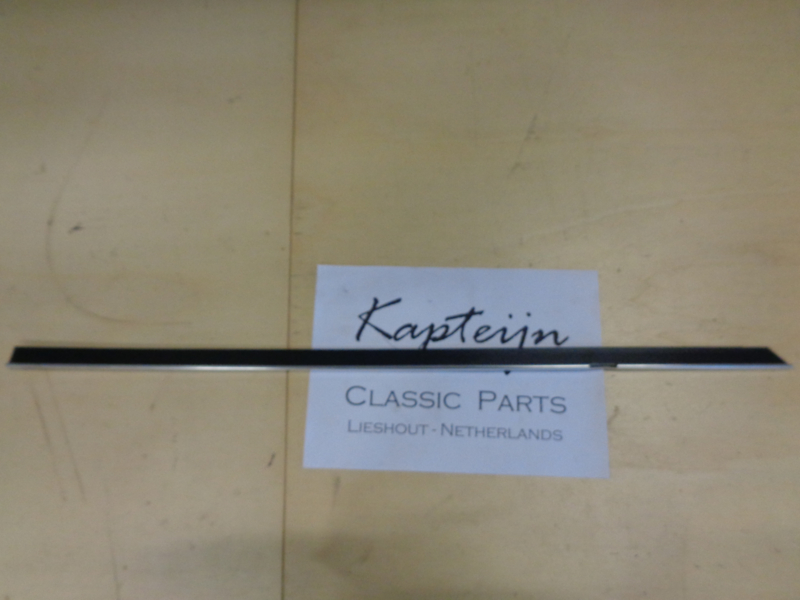 Kapteijn
CLASSIC PARTS
LIESHOUT - NETHERLANDS